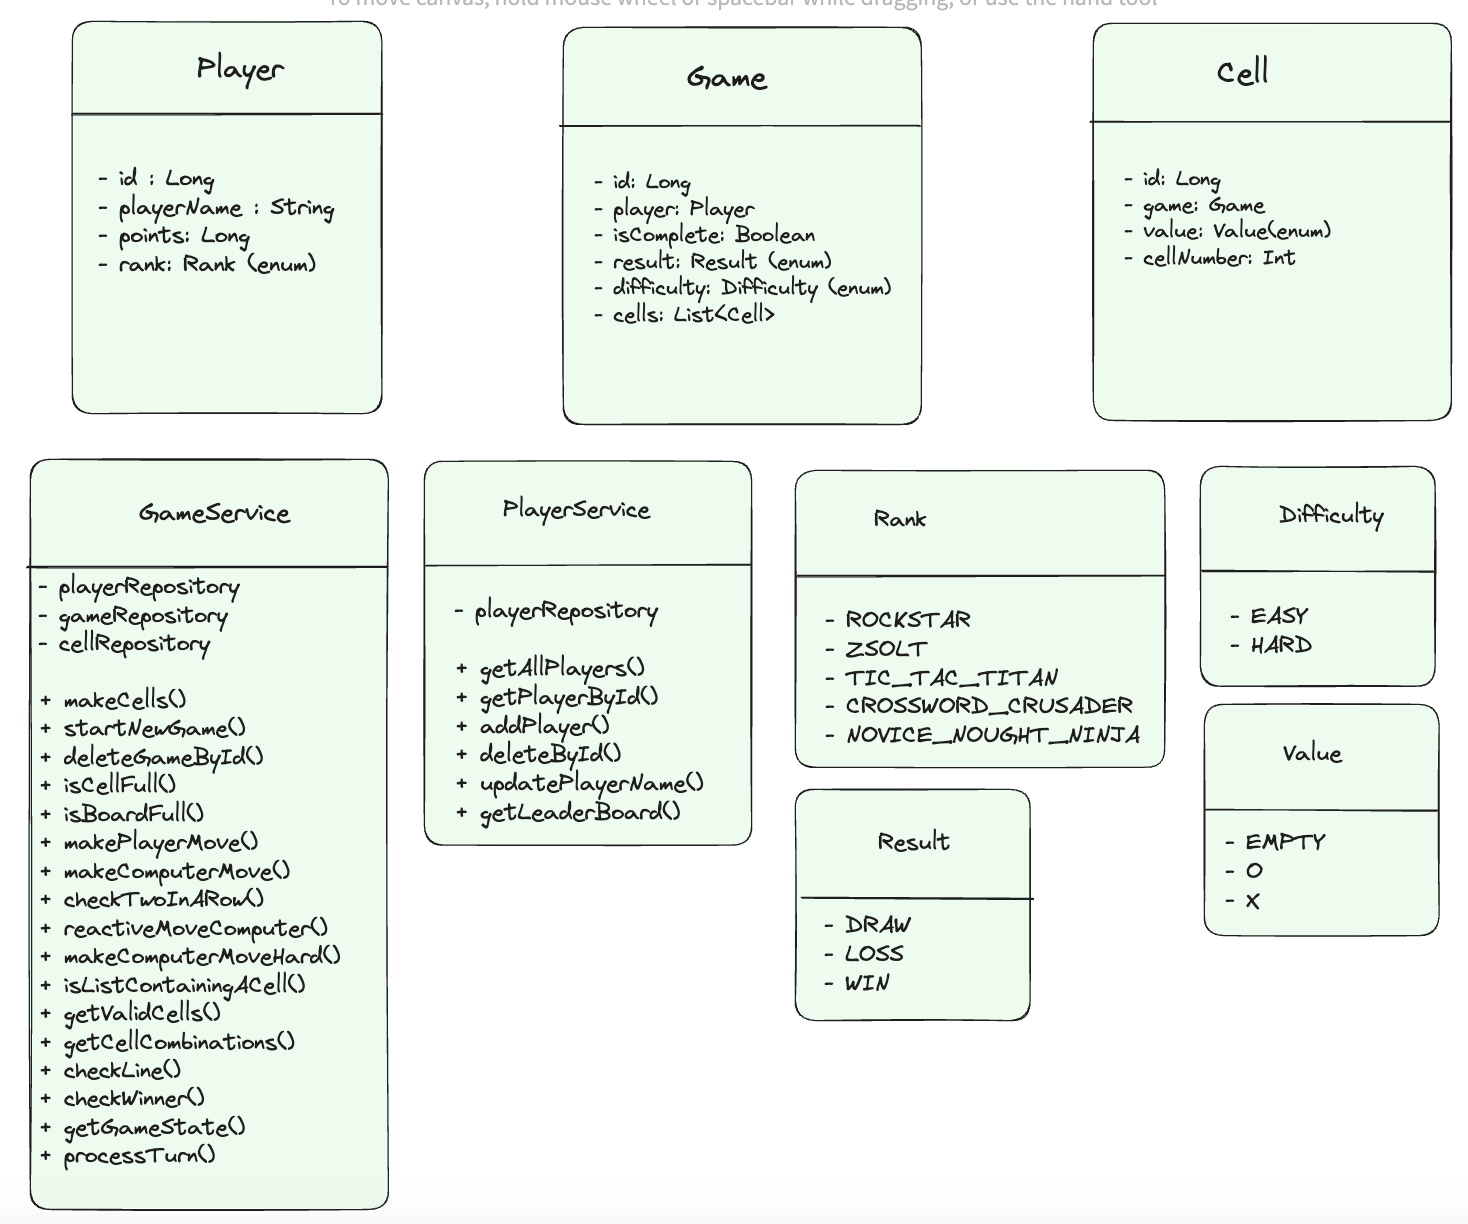 To move canvas, hold mouse wheel or spacebar while dragging, or use the hand tool
Player
- id : Long
- playerName : String
- points: Long
- rank: Rank (enum)
Game
- id: Long
- player: Player
- isComplete: Boolean
- result: Result (enum)
- difficulty: Difficulty (enum)
- cells: List<Cell>
Cell
- id: Long
- game: Game
- value: Value(enum)
- cellNumber: Int
GameService
- playerRepository
- gameRepository
- cellRepository
+ makeCells()
+ startNewGame()
+ deleteGameById()
+ isCellFull()
+ isBoardFull()
+ makePlayerMove()
+ makeComputerMove()
+ checkTwoInARow()
+ reactiveMoveComputer()
+ makeComputerMoveHard()
+ isListContainingACell()
+ getValidCells()
+ getCellCombinations()
+ checkLine()
+ checkWinner()
+ getGameState()
+ processTurn()
PlayerService
- playerRepository
+ getAllPlayers()
+ getPlayerById()
+ addPlayer()
+ deleteById()
+ updatePlayerName()
+ getLeaderBoard()
Rank
- ROCKSTAR
- ZSOLT
- TIC_TAC_TITAN
- CROSSWORD_CRUSADER
- NOVICE_NOUGHT_NINJA
Difficulty
- EASY
- HARD
Result
- DRAW
- LOSS
- WIN
Value
- EMPTY
- O
- X